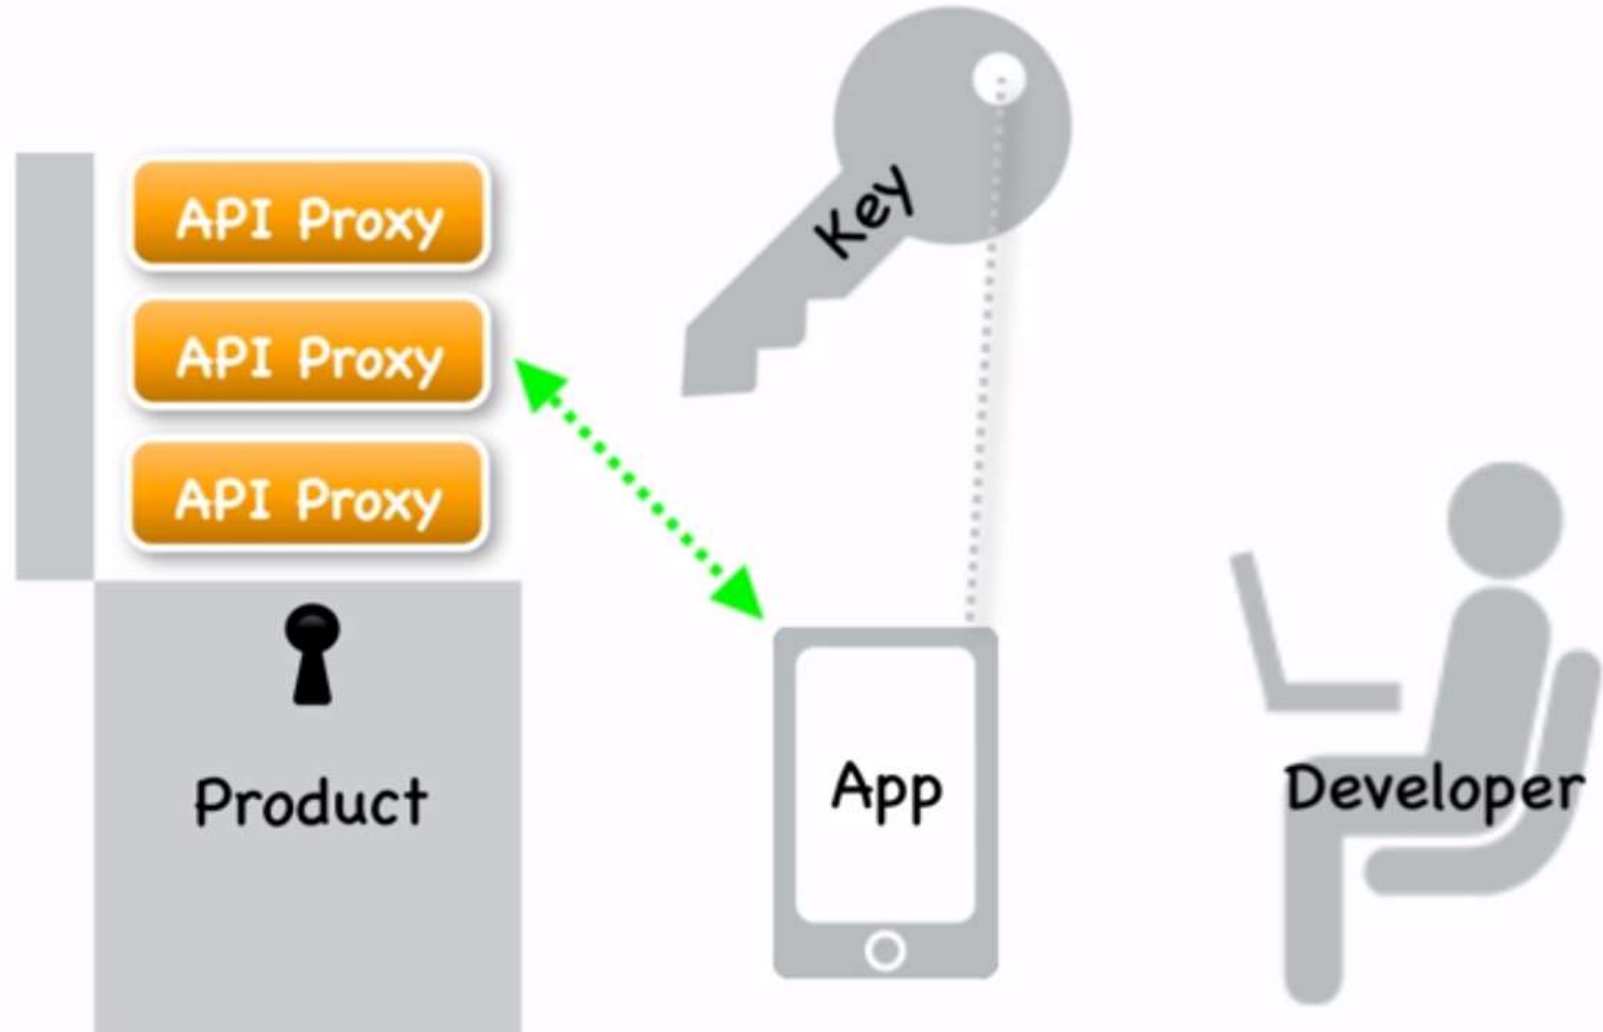 API Proxy
API Proxy
API Proxy
Key
Product
App
Developer